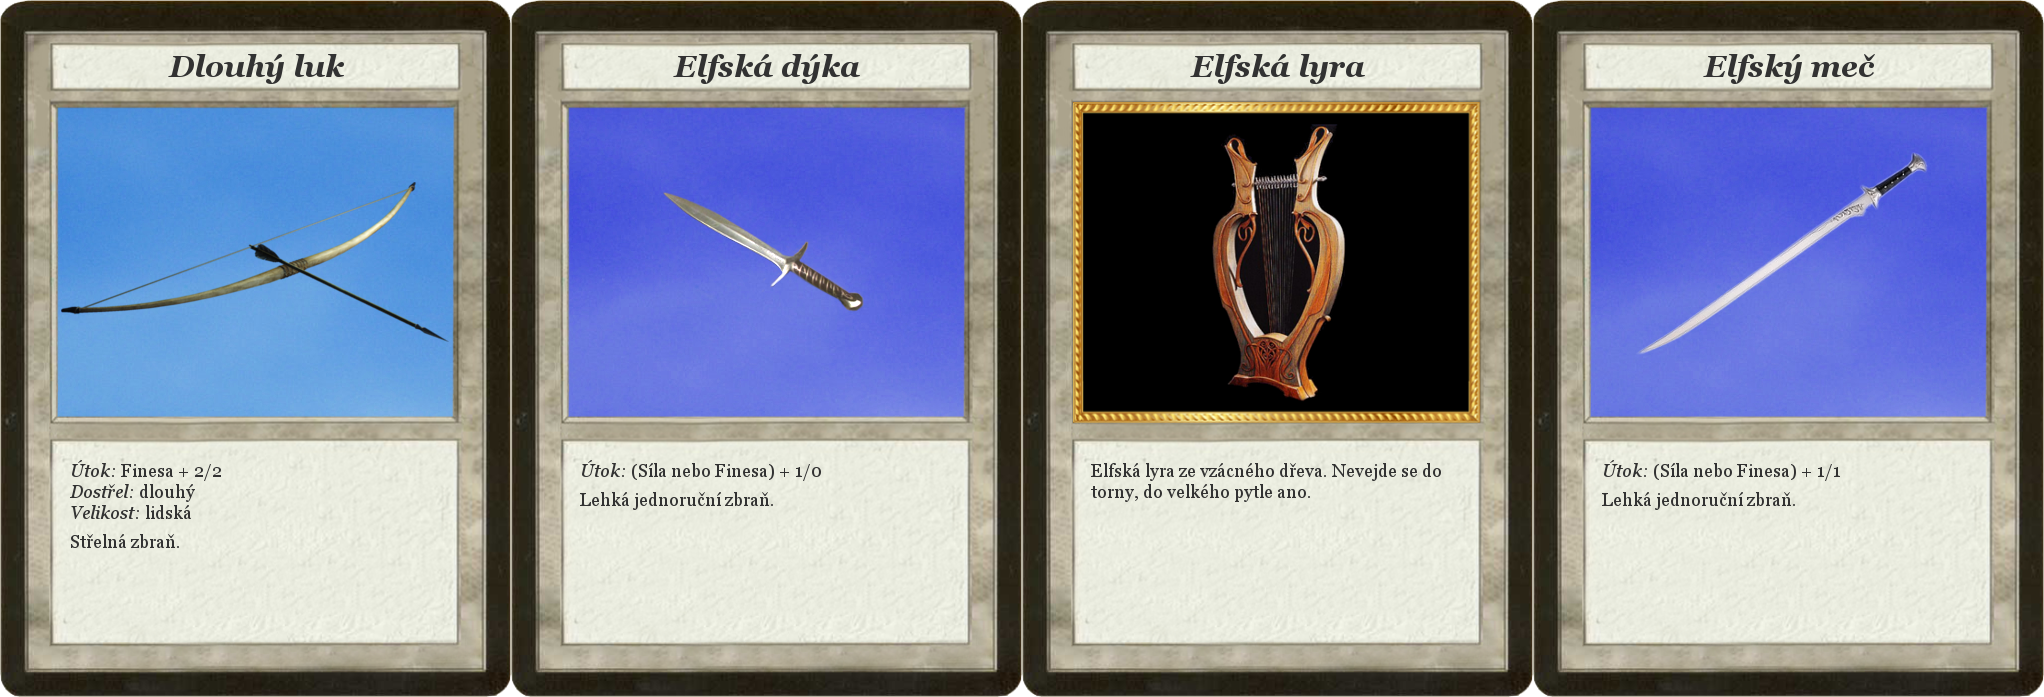 Dlouhý luk
Útok: Finesa + 2/2
Dostřel: dlouhý
Velikost: lidská
Střelná zbraň.
Elfská dýka
Útok: (Síla nebo Finesa) + 1/0
Lehká jednoruční zbraň.
Elfská lyra
Elfská lyra ze vzácného dřeva. Nevejde se do
torny, do velkého pytle ano.
Elfský meč
Útok: (Síla nebo Finesa) + 1/1
Lehká jednoruční zbraň.